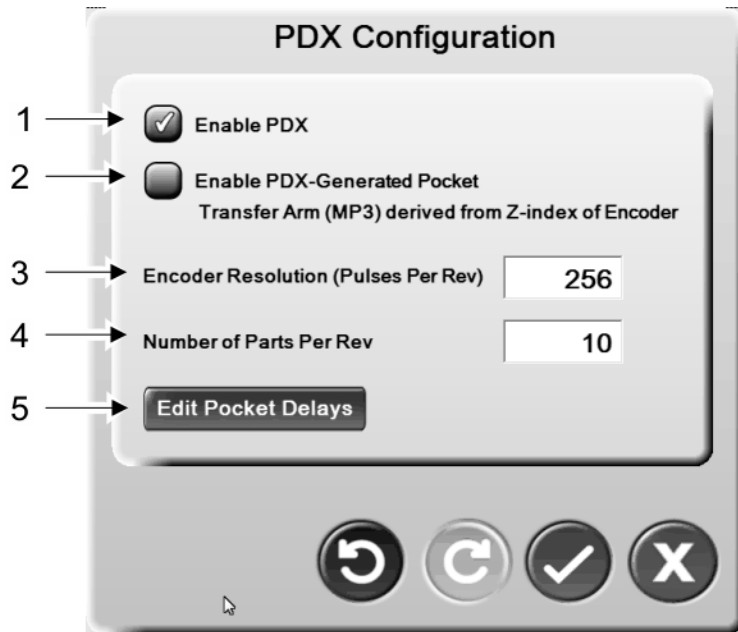 PDX Configuration
1 Enable PDX
2 Enable PDX-Generated Pocket
Transfer Arm (MP3) derived from Z-index of Encoder
3 Encoder Resolution (Pulses Per Rev) 256
4 Number of Parts Per Rev 10
5 Edit Pocket Delays